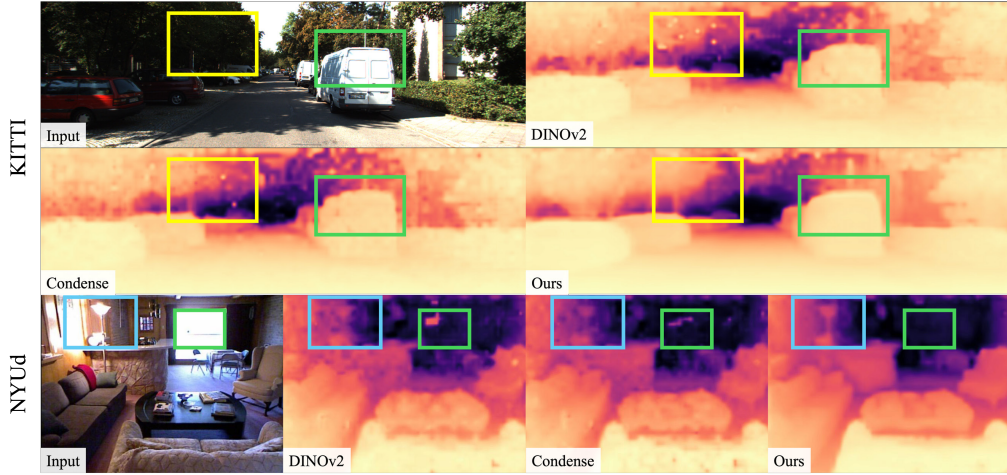 KITTI
Input
DINOv2
Condense
Ours
NYUd
Input
DINOv2
Condense
Ours